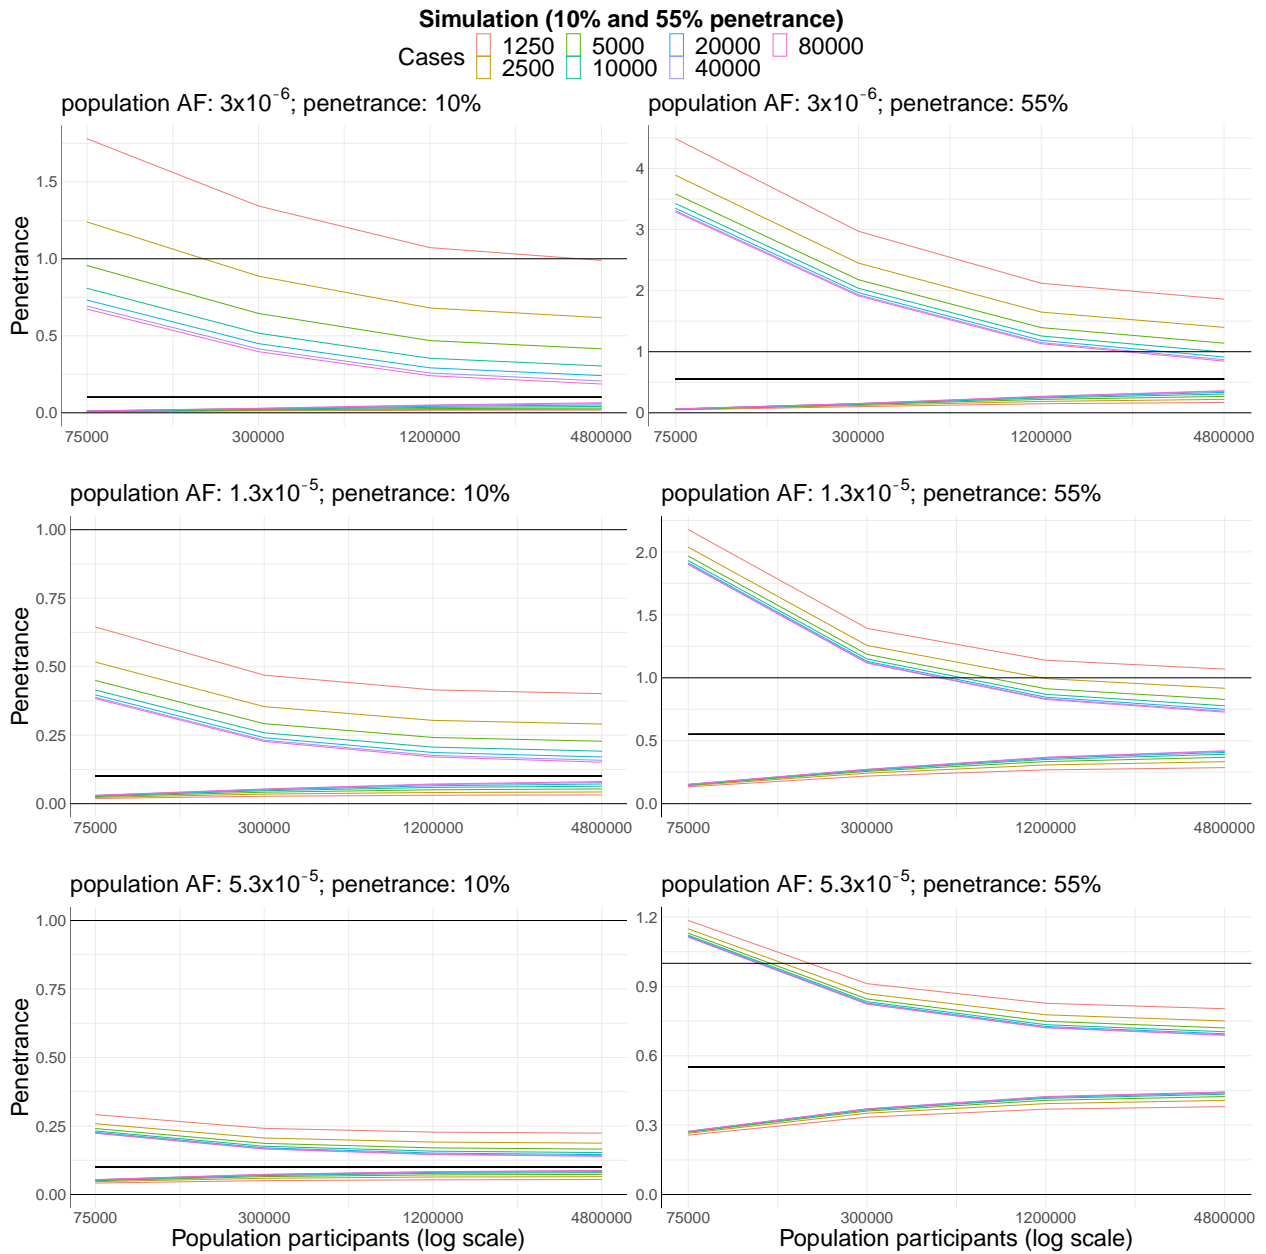 Simulation (10% and 55% penetrance)
Cases 1250 5000 20000 80000
2500 10000 40000
population AF: 3x10⁻⁶; penetrance: 10%
population AF: 3x10⁻⁶; penetrance: 55%
Penetrance
1.5
1.0
0.5
0.0
75000 300000 1200000 4800000
4
3
2
1
0
75000 300000 1200000 4800000
population AF: 1.3x10⁻⁵; penetrance: 10%
population AF: 1.3x10⁻⁵; penetrance: 55%
Penetrance
1.00
0.75
0.50
0.25
0.00
75000 300000 1200000 4800000
2.0
1.5
1.0
0.5
0.0
75000 300000 1200000 4800000
population AF: 5.3x10⁻⁵; penetrance: 10%
population AF: 5.3x10⁻⁵; penetrance: 55%
Penetrance
1.00
0.75
0.50
0.25
0.00
75000 300000 1200000 4800000
Population participants (log scale)
1.2
0.9
0.6
0.3
0.0
75000 300000 1200000 4800000
Population participants (log scale)